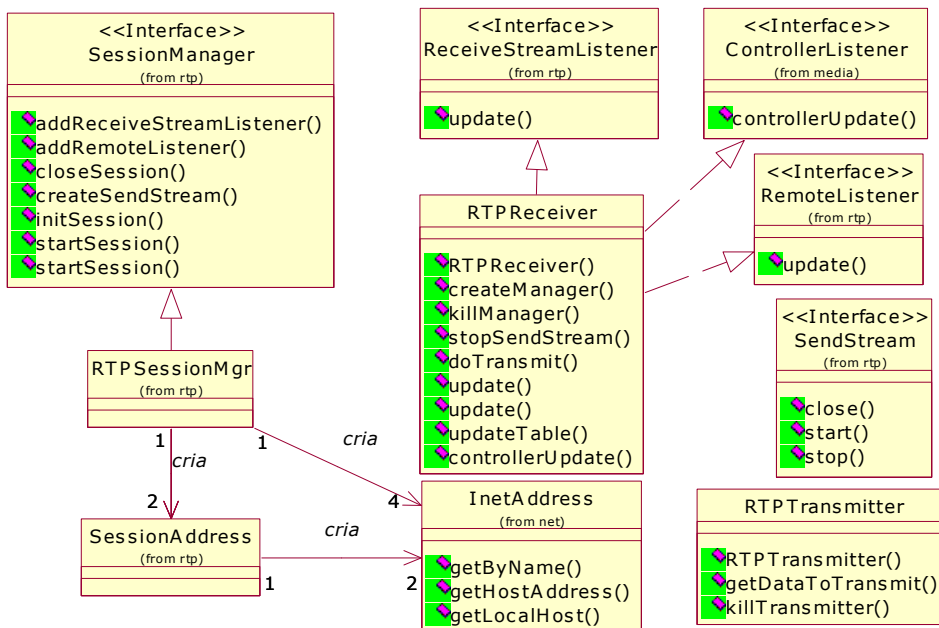 <<Interface>>
SessionManager
(from rtp)
addReceiveStreamListener()
addRemoteListener()
closeSession()
createSendStream()
initSession()
startSession()
startSession()
<<Interface>>
ReceiveStreamListener
(from rtp)
update()
<<Interface>>
ControllerListener
(from media)
controllerUpdate()
<<Interface>>
RemoteListener
(from rtp)
update()
RTPReceiver
RTPReceiver()
createManager()
killManager()
stopSendStream()
doTransmit()
update()
update()
updateTable()
controllerUpdate()
<<Interface>>
SendStream
(from rtp)
close()
start()
stop()
RTPSessionMgr
(from rtp)
1
cria
2
1
cria
4
SessionAddress
(from rtp)
cria
1
2
InetAddress
(from net)
getByName()
getHostAddress()
getLocalHost()
RTPTransmitter
RTPTransmitter()
getDataToTransmit()
killTransmitter()